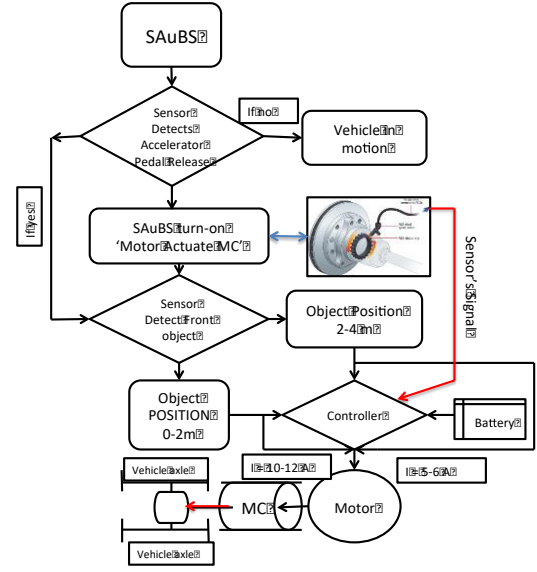 SAuBS
Sensor
Detects
Accelerator
Pedal Release
If no
Vehicle in
motion
If yes
SAuBS turn-on
‘Motor Actuate MC’
Sensor's Signal
Sensor
Detect Front
object
Object Position
2-4 m
Object
POSITION
0-2m
Controller
Battery
Vehicle axle
I = 10-12 A
I = 5-6 A
MC
Motor
Vehicle axle